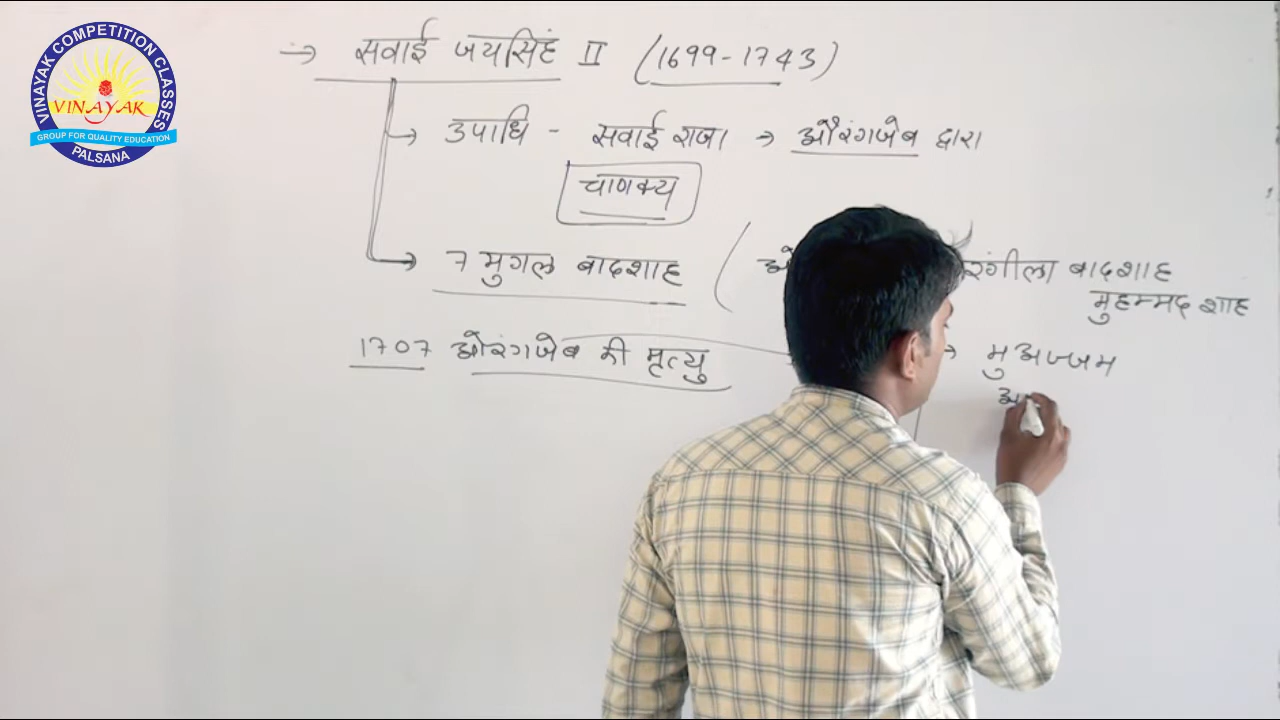 VINAYAK COMPETITION CLASSES
VINAYAK
GROUP FOR QUALITY EDUCATION
PALSANA
→ सवाई जयसिंह II (1699-1743)
→ उपाधि - सवाई राजा → औरंगजेब द्वारा
चाणक्य
→ 7 मुगल बादशाह ( रंगीला बादशाह
मुहम्मद शाह
1707 औरंगजेब की मृत्यु → मुअज्जम